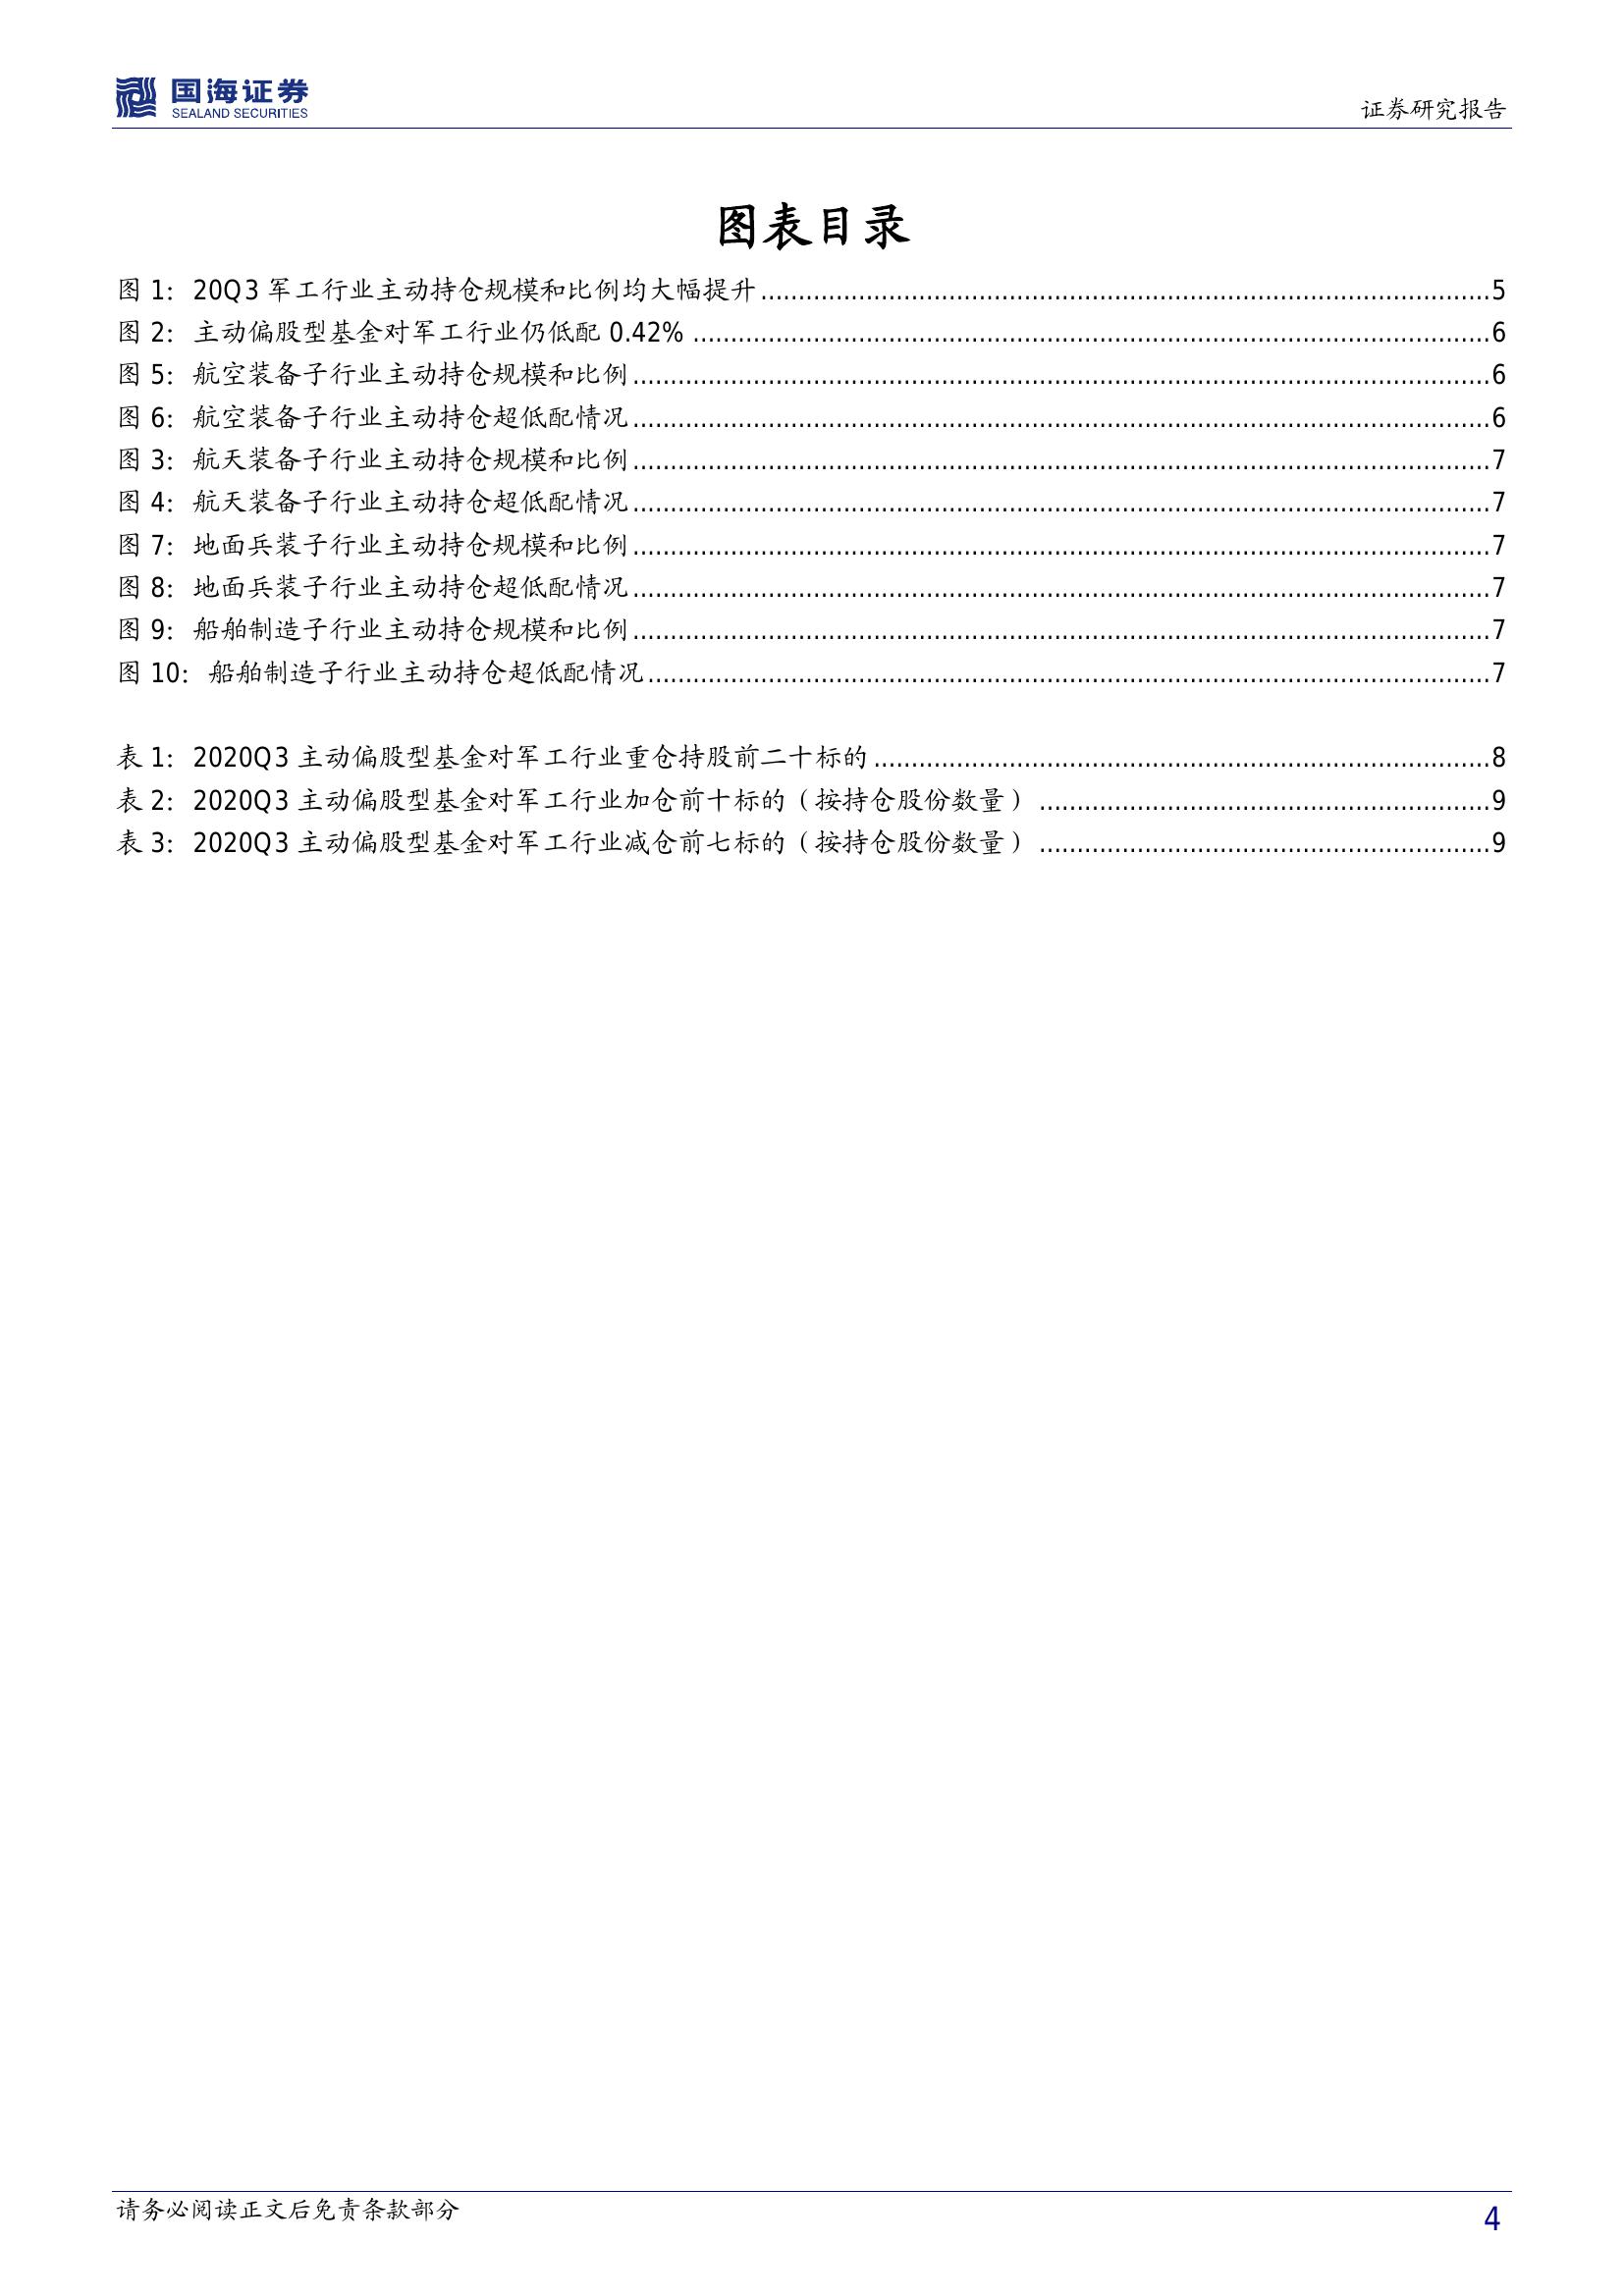 国海证券
SEALAND SECURITIES
证券研究报告
图表目录
图 1：20Q3 军工行业主动持仓规模和比例均大幅提升........5
图 2：主动偏股型基金对军工行业仍低配 0.42% ........6
图 5：航空装备子行业主动持仓规模和比例........6
图 6：航空装备子行业主动持仓超低配情况........6
图 3：航天装备子行业主动持仓规模和比例........7
图 4：航天装备子行业主动持仓超低配情况........7
图 7：地面兵装子行业主动持仓规模和比例........7
图 8：地面兵装子行业主动持仓超低配情况........7
图 9：船舶制造子行业主动持仓规模和比例........7
图 10：船舶制造子行业主动持仓超低配情况........7
表 1：2020Q3 主动偏股型基金对军工行业重仓持股前二十标的........8
表 2：2020Q3 主动偏股型基金对军工行业加仓前十标的（按持仓股份数量）........9
表 3：2020Q3 主动偏股型基金对军工行业减仓前七标的（按持仓股份数量）........9
请务必阅读正文后免责条款部分
4